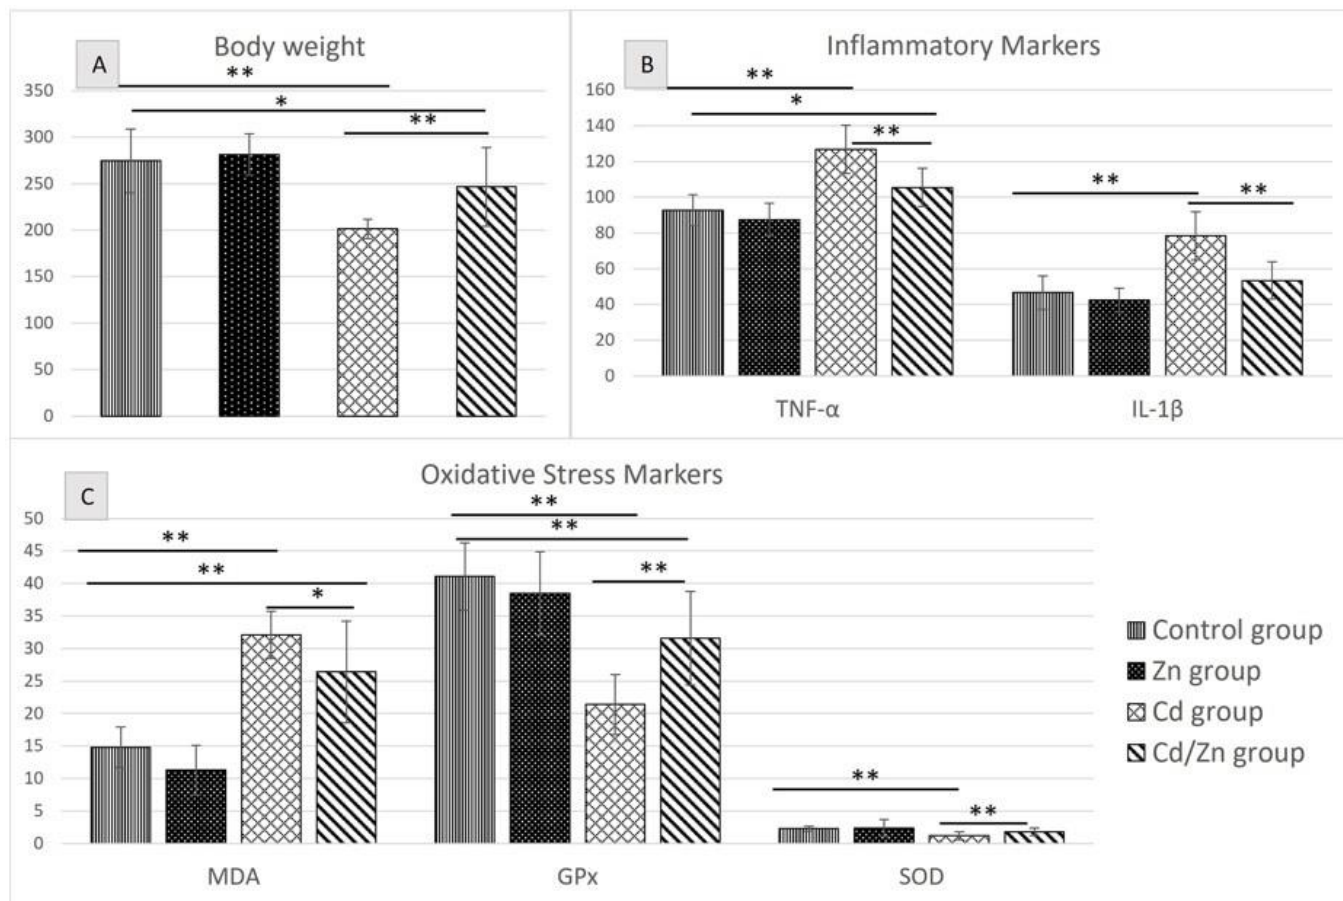 A
Body weight
**
*
**
350
300
250
200
150
100
50
0
B
Inflammatory Markers
**
*
**
**
**
160
140
120
100
80
60
40
20
0
TNF-α
IL-1β
C
Oxidative Stress Markers
**
**
*
**
**
**
**
**
50
45
40
35
30
25
20
15
10
5
0
MDA
GPx
SOD
Control group
Zn group
Cd group
Cd/Zn group